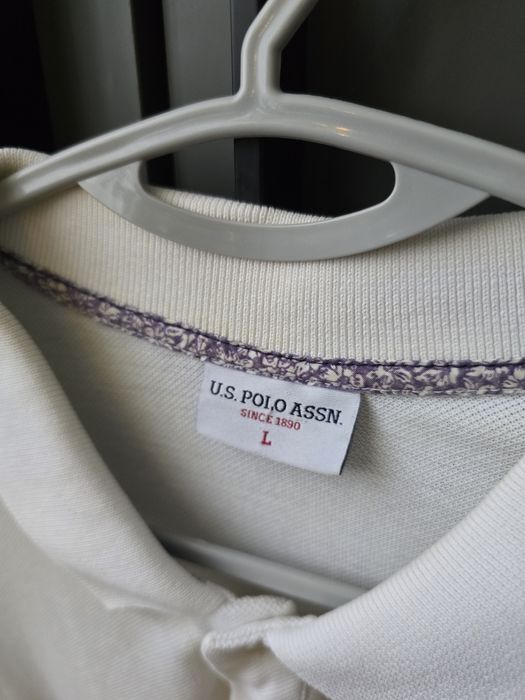 U.S. POLO ASSN.
SINCE 1890
L